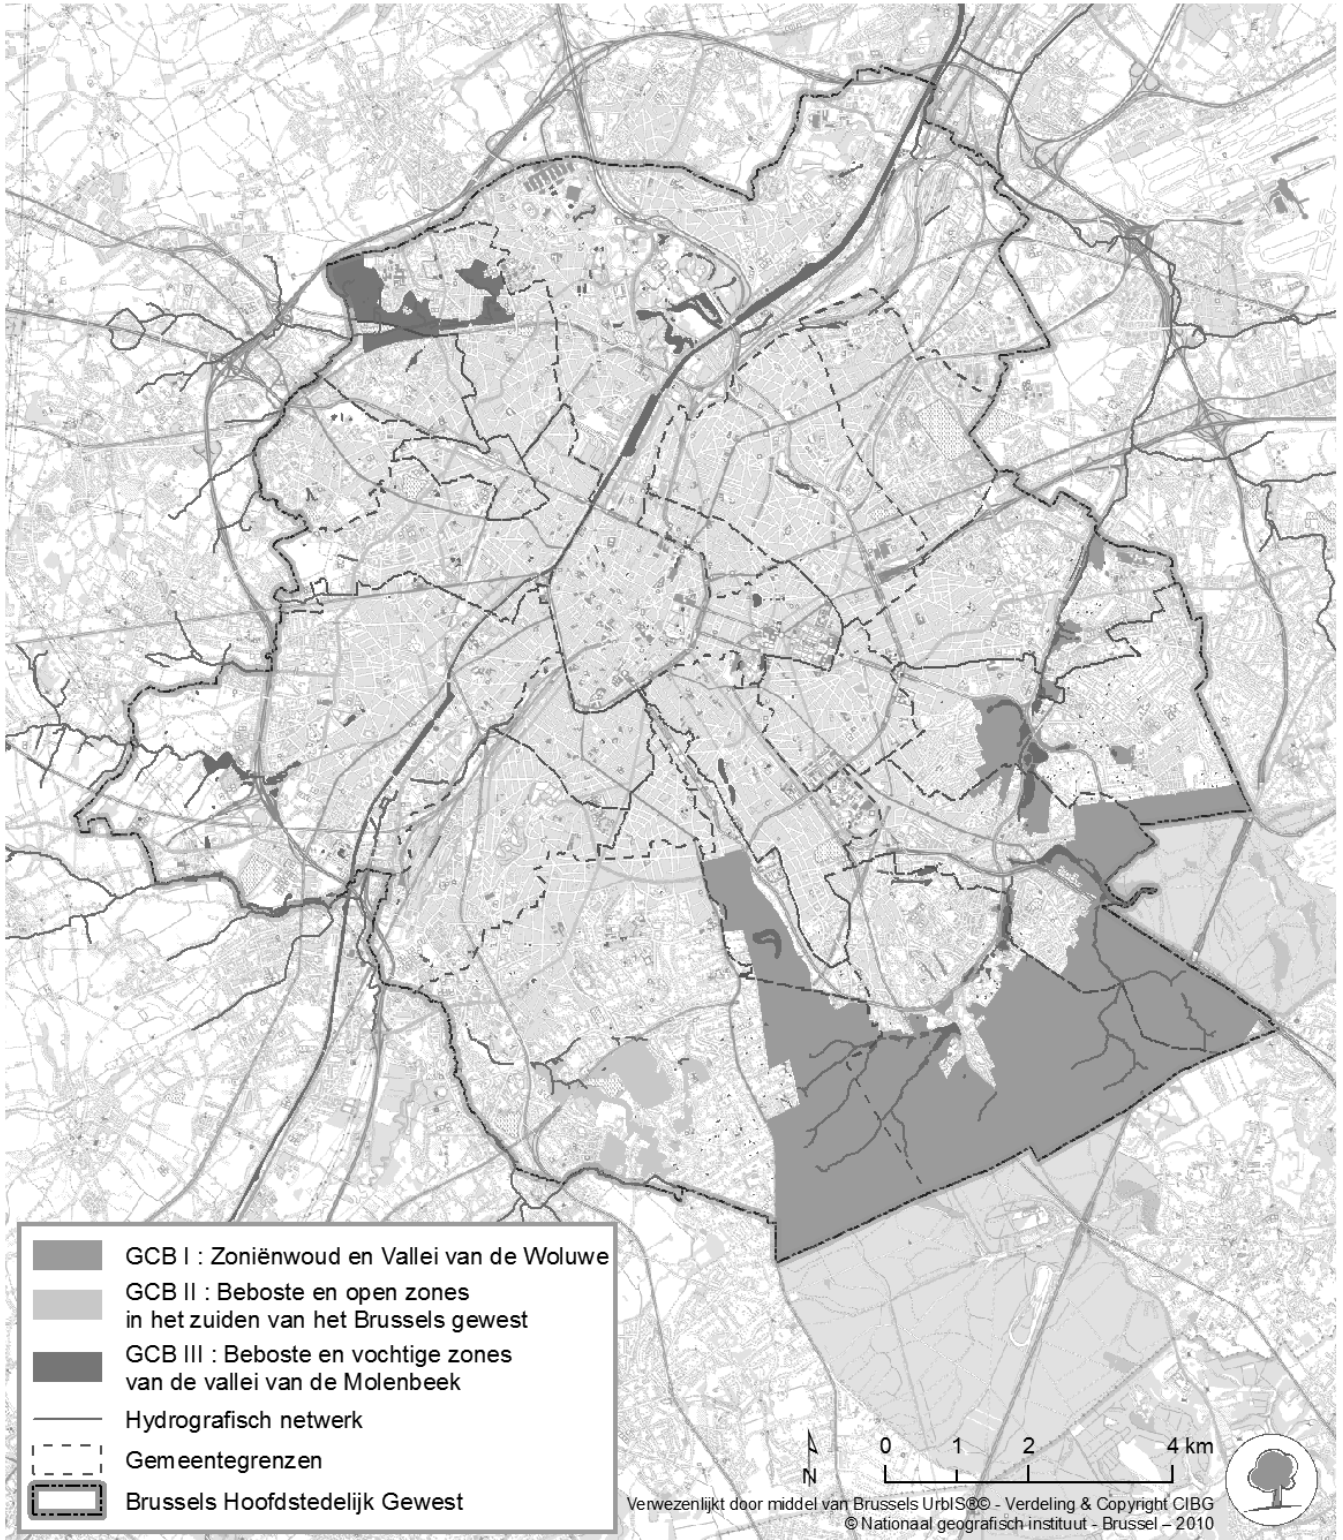 GCB I : Zoniënwoud en Vallei van de Woluwe
GCB II : Beboste en open zones
in het zuiden van het Brussels gewest
GCB III : Beboste en vochtige zones
van de vallei van de Molenbeek
Hydrografisch netwerk
Gemeentegrenzen
Brussels Hoofdstedelijk Gewest
N
0 1 2 4 km
Verwezenlijkt door middel van Brussels UrbIS®© - Verdeling & Copyright CIBG
© Nationaal geografisch instituut - Brussel – 2010